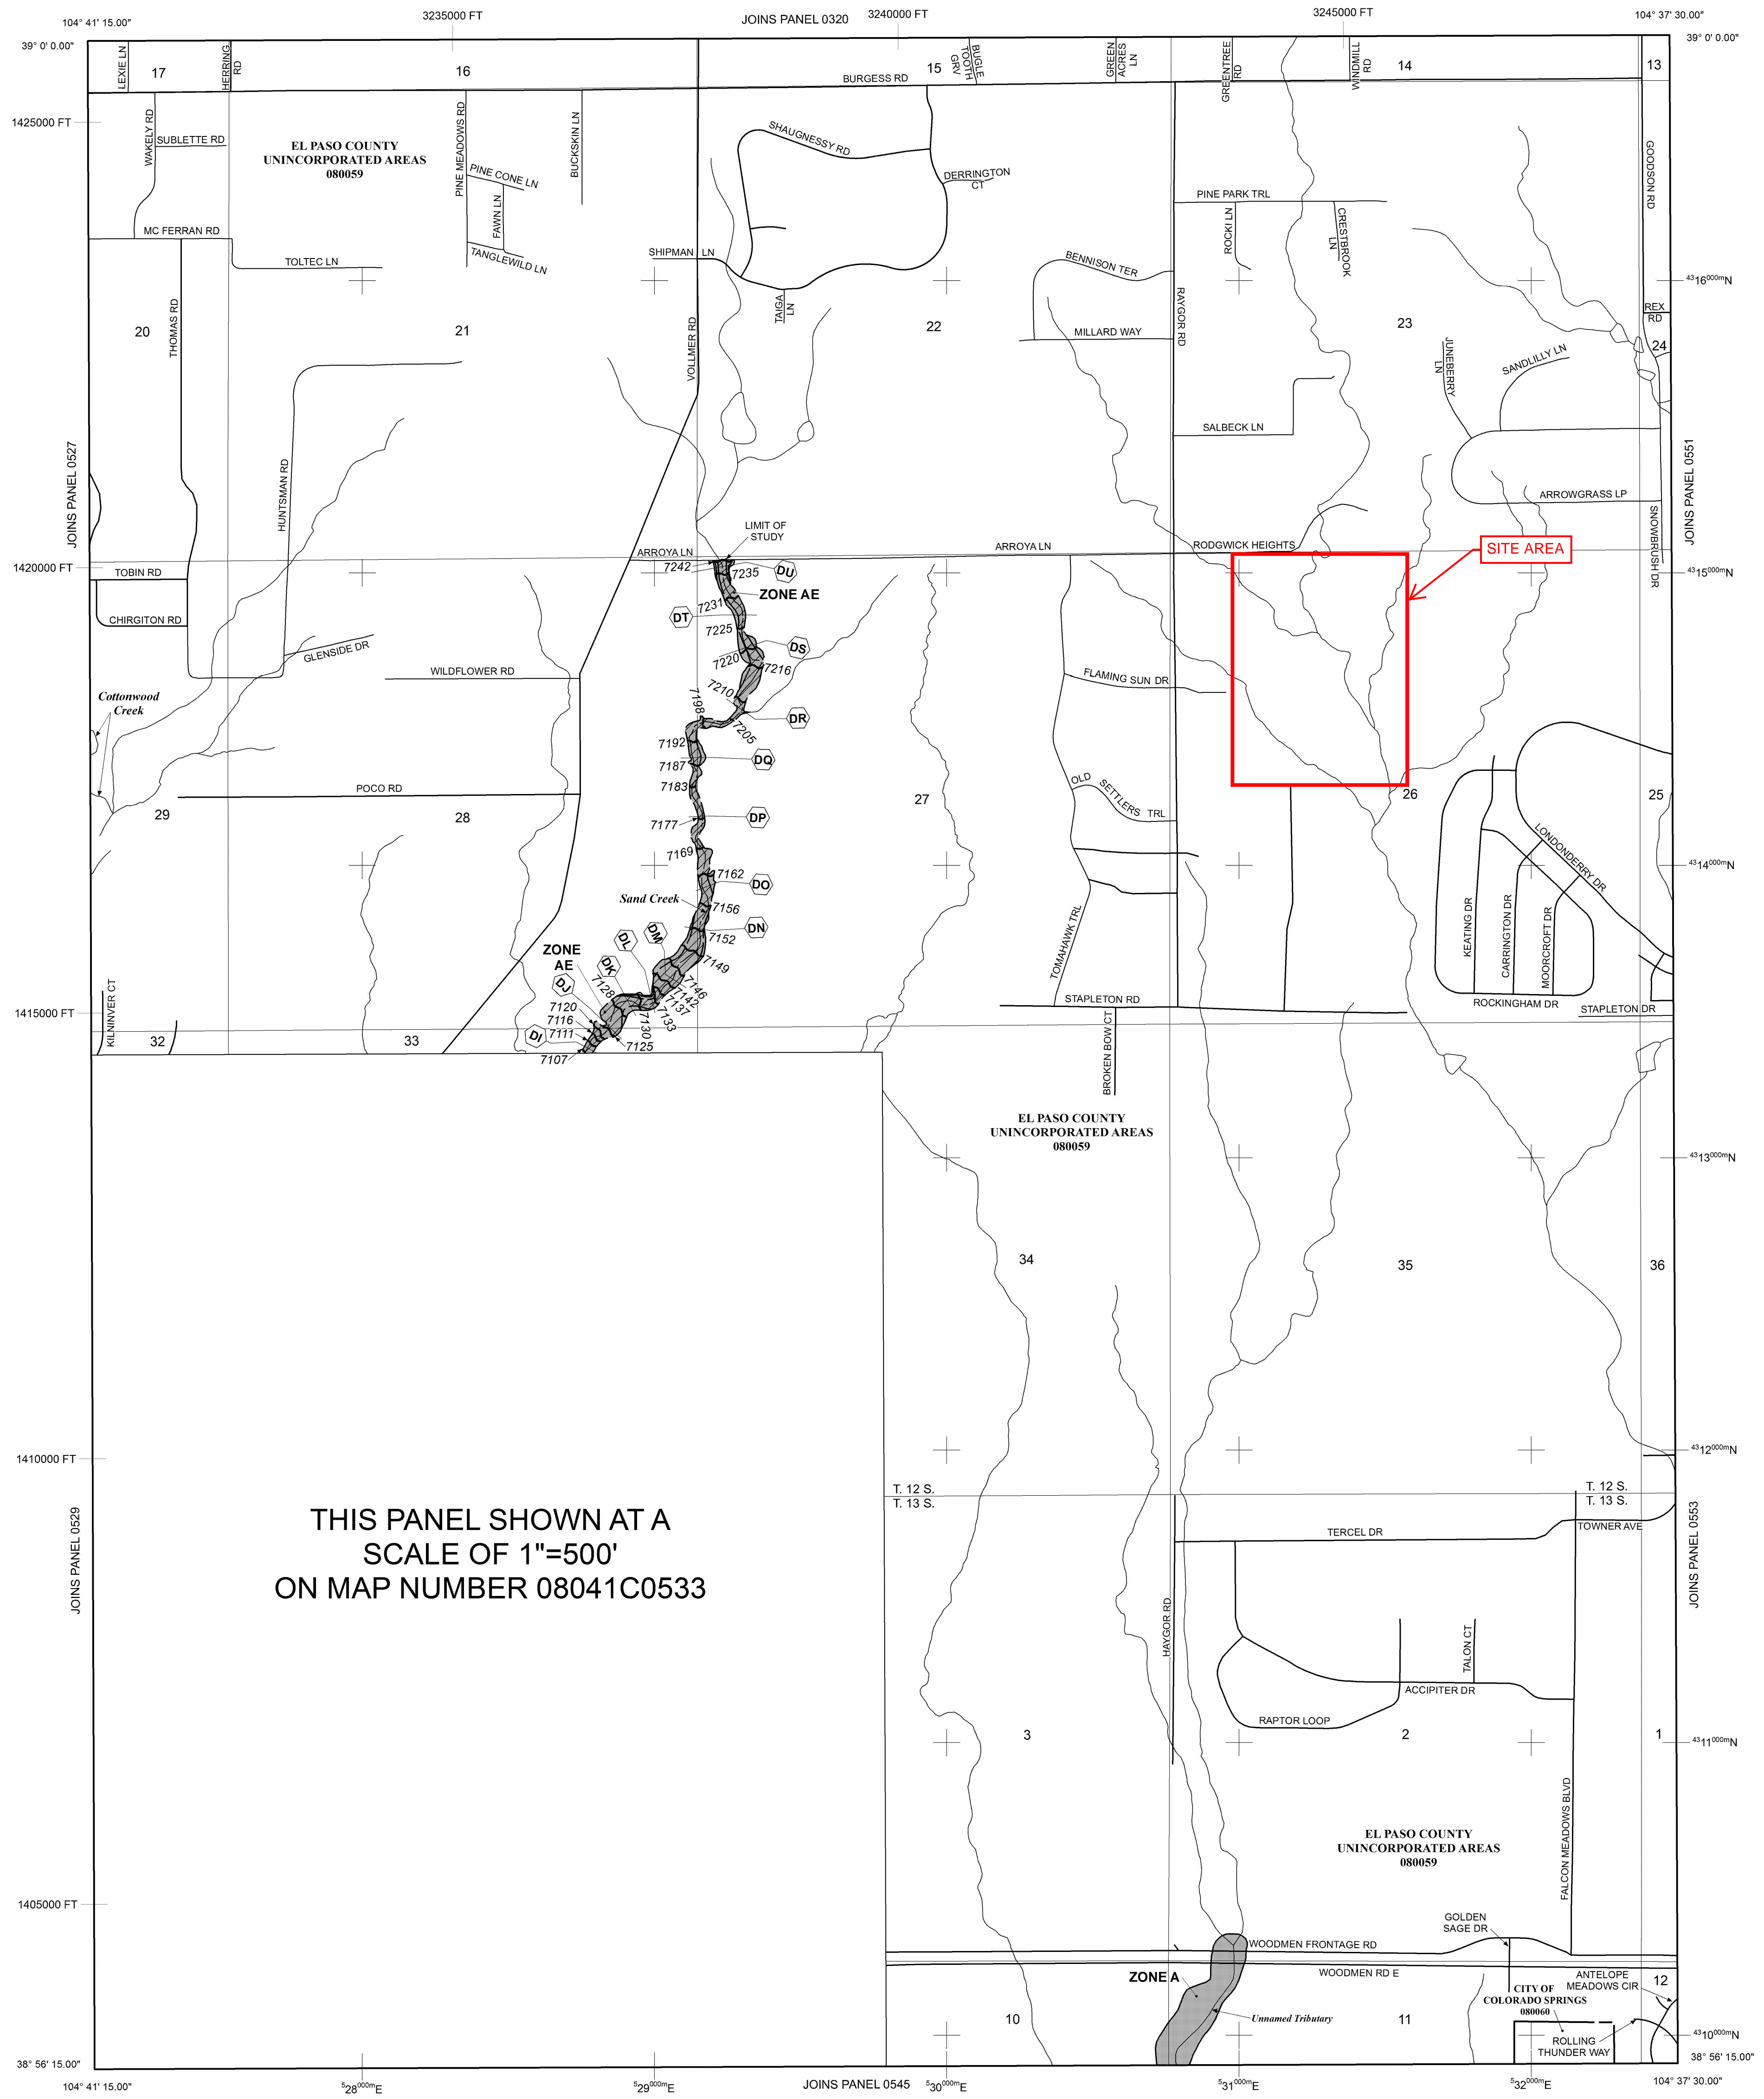 104° 41' 15.00"
3235000 FT
JOINS PANEL 0320
3240000 FT
3245000 FT
104° 37' 30.00"
39° 0' 0.00"
39° 0' 0.00"
LEXIE LN
17
HERRING
RD
16
15
BUGLE
TOOTH
GRV
GREEN
ACRES
LN
GREENTREE
RD
WINDMILL
RD
14
13
BURGESS RD
1425000 FT
WAKELY RD
SUBLETTE RD
EL PASO COUNTY
UNINCORPORATED AREAS
080059
PINE MEADOWS RD
PINE CONE LN
FAWN LN
TANGLEWILD LN
BUCKSKIN LN
SHAUGNESSY RD
DERRINGTON
CT
PINE PARK TRL
ROCKI LN
CRESTBROOK
LN
GOODSON RD
MC FERRAN RD
TOLTEC LN
SHIPMAN LN
TAIGA
LN
BENNISON TER
RAYGOR RD
4316000mN
REX
RD
20
THOMAS RD
21
VOLLMER RD
22
MILLARD WAY
23
JUNEBERRY
LN
SANDLILLY LN
24
SALBECK LN
JOINS PANEL 0527
HUNTSMAN RD
JOINS PANEL 0551
ARROWGRASS LP
SNOWBRUSH DR
LIMIT OF
STUDY
ARROYA LN
ARROYA LN
RODGWICK HEIGHTS
SITE AREA
1420000 FT
TOBIN RD
7242
7235
DU
4315000mN
ZONE AE
7231
DT
CHIRGITON RD
7225
DS
GLENSIDE DR
7220
7216
WILDFLOWER RD
FLAMING SUN DR
7210
Cottonwood
Creek
7198
DR
7205
7192
7187
DQ
7183
OLD SETTLERS TRL
POCO RD
29
28
7177
DP
27
26
25
7169
LONDONDERRY DR
4314000mN
7162
DO
Sand Creek
7156
KEATING DR
CARRINGTON DR
MOORCROFT DR
DN
7152
DM
DL
ZONE
AE
DK
7149
TOMAHAWK TRL
DJ
7128
7146
7142
7137
7133
7130
STAPLETON RD
ROCKINGHAM DR
STAPLETON DR
1415000 FT
KILNINVER CT
7120
7116
7111
DI
7125
7107
32
33
BROKEN BOW CT
EL PASO COUNTY
UNINCORPORATED AREAS
080059
4313000mN
34
35
36
1410000 FT
4312000mN
T. 12 S.
T. 13 S.
T. 12 S.
T. 13 S.
JOINS PANEL 0529
THIS PANEL SHOWN AT A
SCALE OF 1"=500'
ON MAP NUMBER 08041C0533
TERCEL DR
TOWNER AVE
JOINS PANEL 0553
HAYGOR RD
TALON CT
ACCIPITER DR
RAPTOR LOOP
3
2
1
4311000mN
FALCON MEADOWS BLVD
EL PASO COUNTY
UNINCORPORATED AREAS
080059
1405000 FT
GOLDEN
SAGE DR
WOODMEN FRONTAGE RD
WOODMEN RD E
ZONE A
ANTELOPE
MEADOWS CIR
12
CITY OF
COLORADO SPRINGS
080060
10
Unnamed Tributary
11
ROLLING
THUNDER WAY
4310000mN
38° 56' 15.00"
38° 56' 15.00"
104° 41' 15.00"
528000mE
529000mE
JOINS PANEL 0545
530000mE
531000mE
532000mE
104° 37' 30.00"